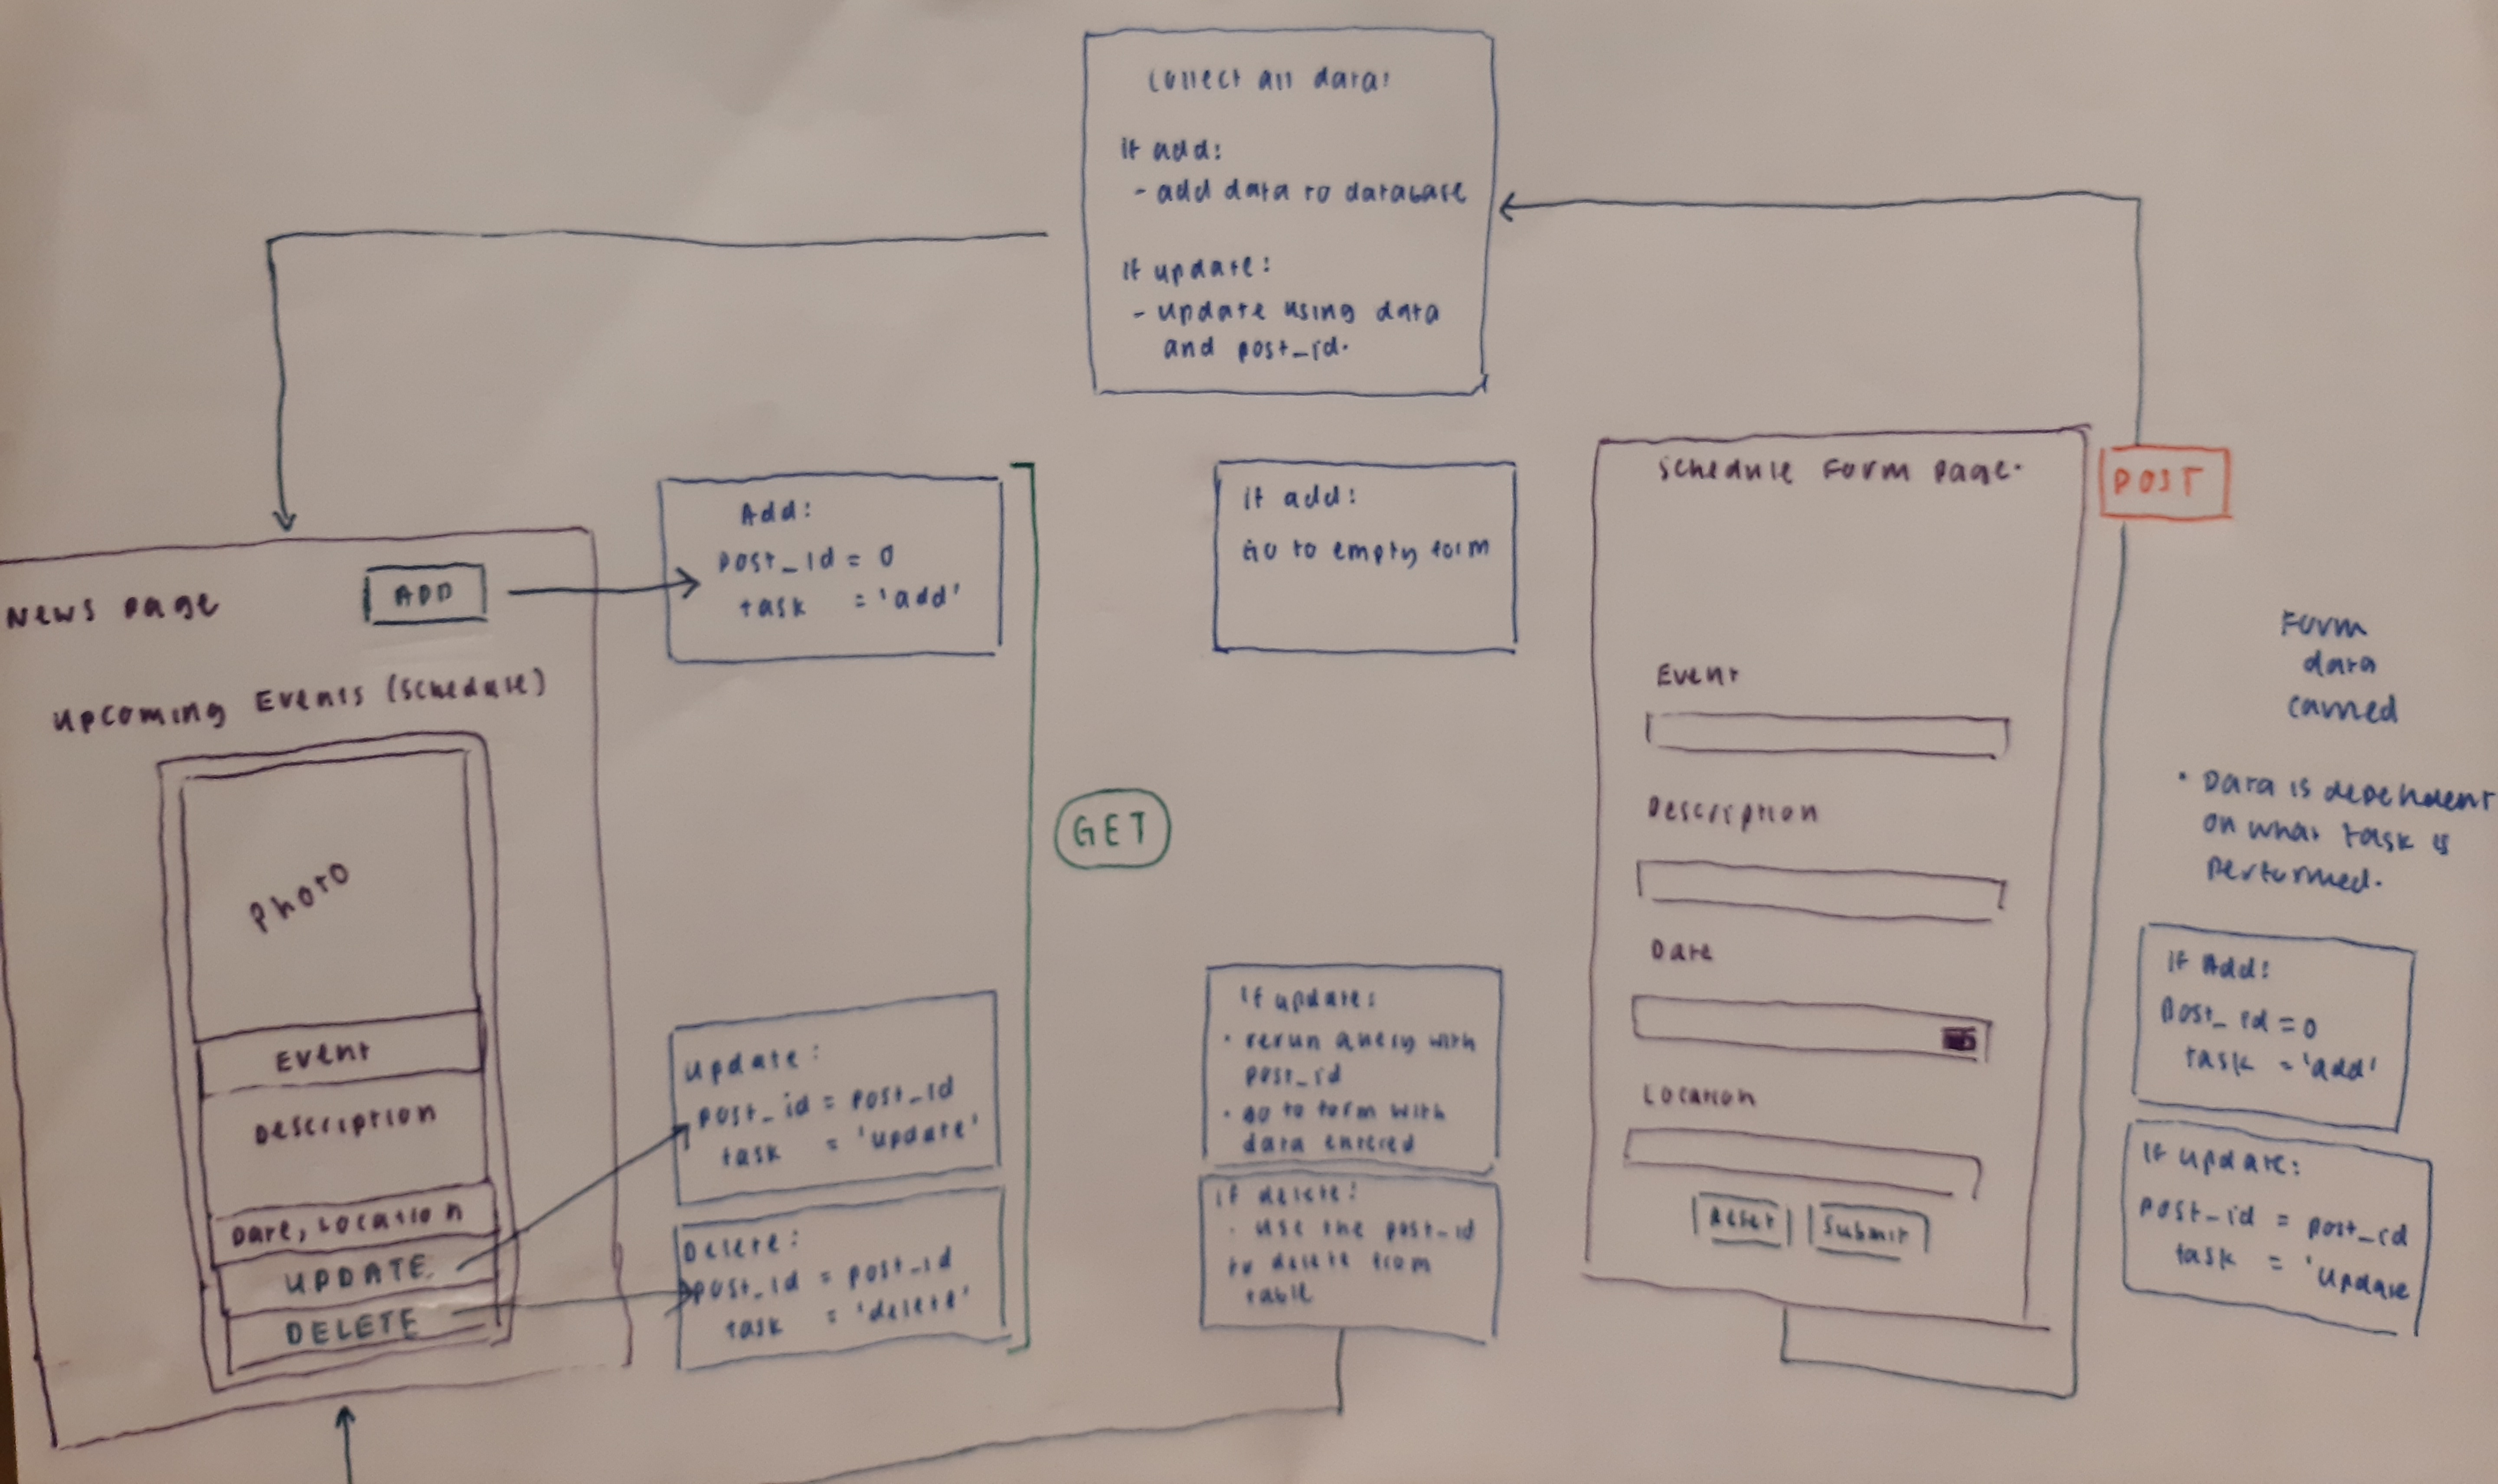 Collect all data:
if add:
- add data to database
If update:
- update using data
and post_id.
News page
ADD
Upcoming Events (Schedule)
Photo
Event
Description
Date, Location
UPDATE
DELETE
Add:
post_id = 0
task = 'add'
Update:
post_id = post_id
task = 'update'
Delete:
post_id = post_id
task = 'delete'
GET
if add:
Go to empty form
If update:
· rerun query with
post_id
· Go to form with
data entered
if delete:
· use the post_id
to delete from
table
Schedule Form page.
Event
Description
Date
Location
Reset
Submit
POST
Form
data
carried
· Data is dependent
on what task is
performed.
If Add:
post_id = 0
task = 'add'
If update:
post_id = post_id
task = 'update